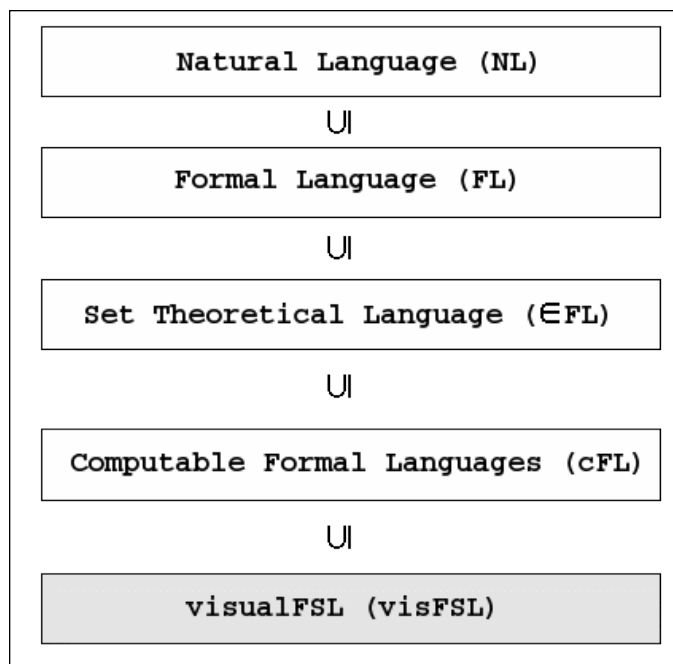 Natural Language (NL)
∪|
Formal Language (FL)
∪|
Set Theoretical Language (∈FL)
∪|
Computable Formal Languages (cFL)
∪|
visualFSL (visFSL)